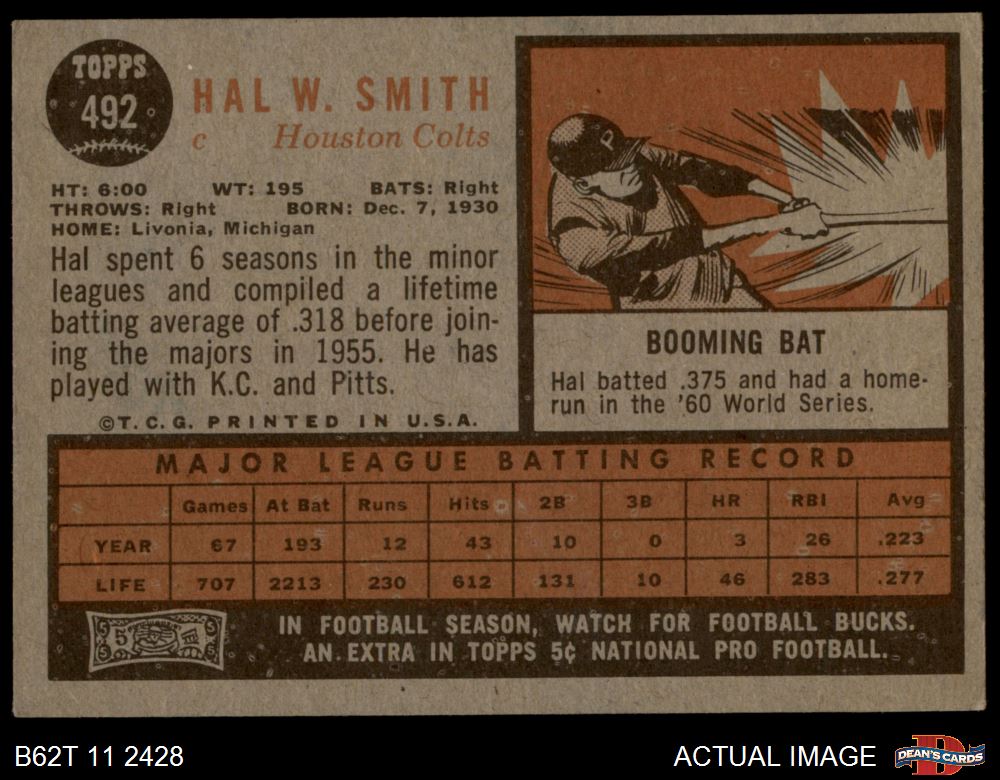 TOPPS
492
HAL W. SMITH
c Houston Colts
HT: 6:00 WT: 195 BATS: Right
THROWS: Right BORN: Dec. 7, 1930
HOME: Livonia, Michigan
Hal spent 6 seasons in the minor
leagues and compiled a lifetime
batting average of .318 before join-
ing the majors in 1955. He has
played with K.C. and Pitts.
©T.C.G. PRINTED IN U.S.A.
P
BOOMING BAT
Hal batted .375 and had a home-
run in the '60 World Series.
MAJOR LEAGUE BATTING RECORD
Games At Bat Runs Hits 2B 3B HR RBI Avg
YEAR 67 193 12 43 10 0 3 26 .223
LIFE 707 2213 230 612 131 10 46 283 .277
5 5
IN FOOTBALL SEASON, WATCH FOR FOOTBALL BUCKS.
AN EXTRA IN TOPPS 5¢ NATIONAL PRO FOOTBALL.
B62T 11 2428
ACTUAL IMAGE
D
DEAN'S CARDS